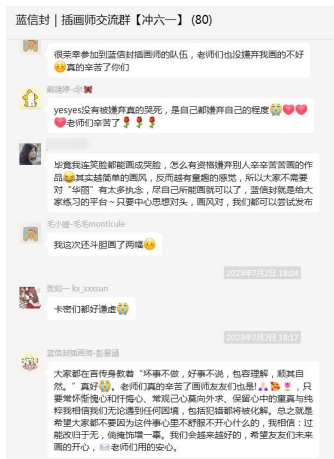 蓝信封 | 插画师交流群【冲六一】 (80)
很荣幸参加到蓝信封插画师的队伍，老师们也没嫌弃我画的不好
真的辛苦了你们
戴璐婷-djt
yesyes没有被嫌弃真的哭死，是自己都嫌弃自己的程度
老师们辛苦了
毕竟我连笑脸都能画成哭脸，怎么有资格嫌弃别人辛辛苦苦画的作
品 其实越简单的画风，反而越有童趣的感觉，所以大家不需要
对“华丽”有太多执念，尽自己所能画就可以了，蓝信封就是给大
家练习的平台～只要中心思想对头，画风对，我们都可以尝试发布
毛小姗-毛毛monticule
我这次还斗胆画了两幅
2023年7月2日 18:04
张如一 kx_xxxsun
卡密们都好谦虚
2023年7月2日 18:17
蓝信封插画师-彭星涵
大家都在言传身教着“坏事不做，好事不说，包容理解，顺其自
然。”真好 。老师们真的辛苦了画师友友们也是! ，只
要常怀惭愧心和忏悔心、常观己心莫向外求、保留心中的童真与纯
粹我相信我们无论遇到任何困境，包括犯错都将被化解。总之就是
希望大家都不要因为这件事心里不舒服不开心什么的，我相信：过
能改归于无，倘掩饰增一辜。我们会越来越好的，希望友友们未来
画的开心， 老师们用的安心。